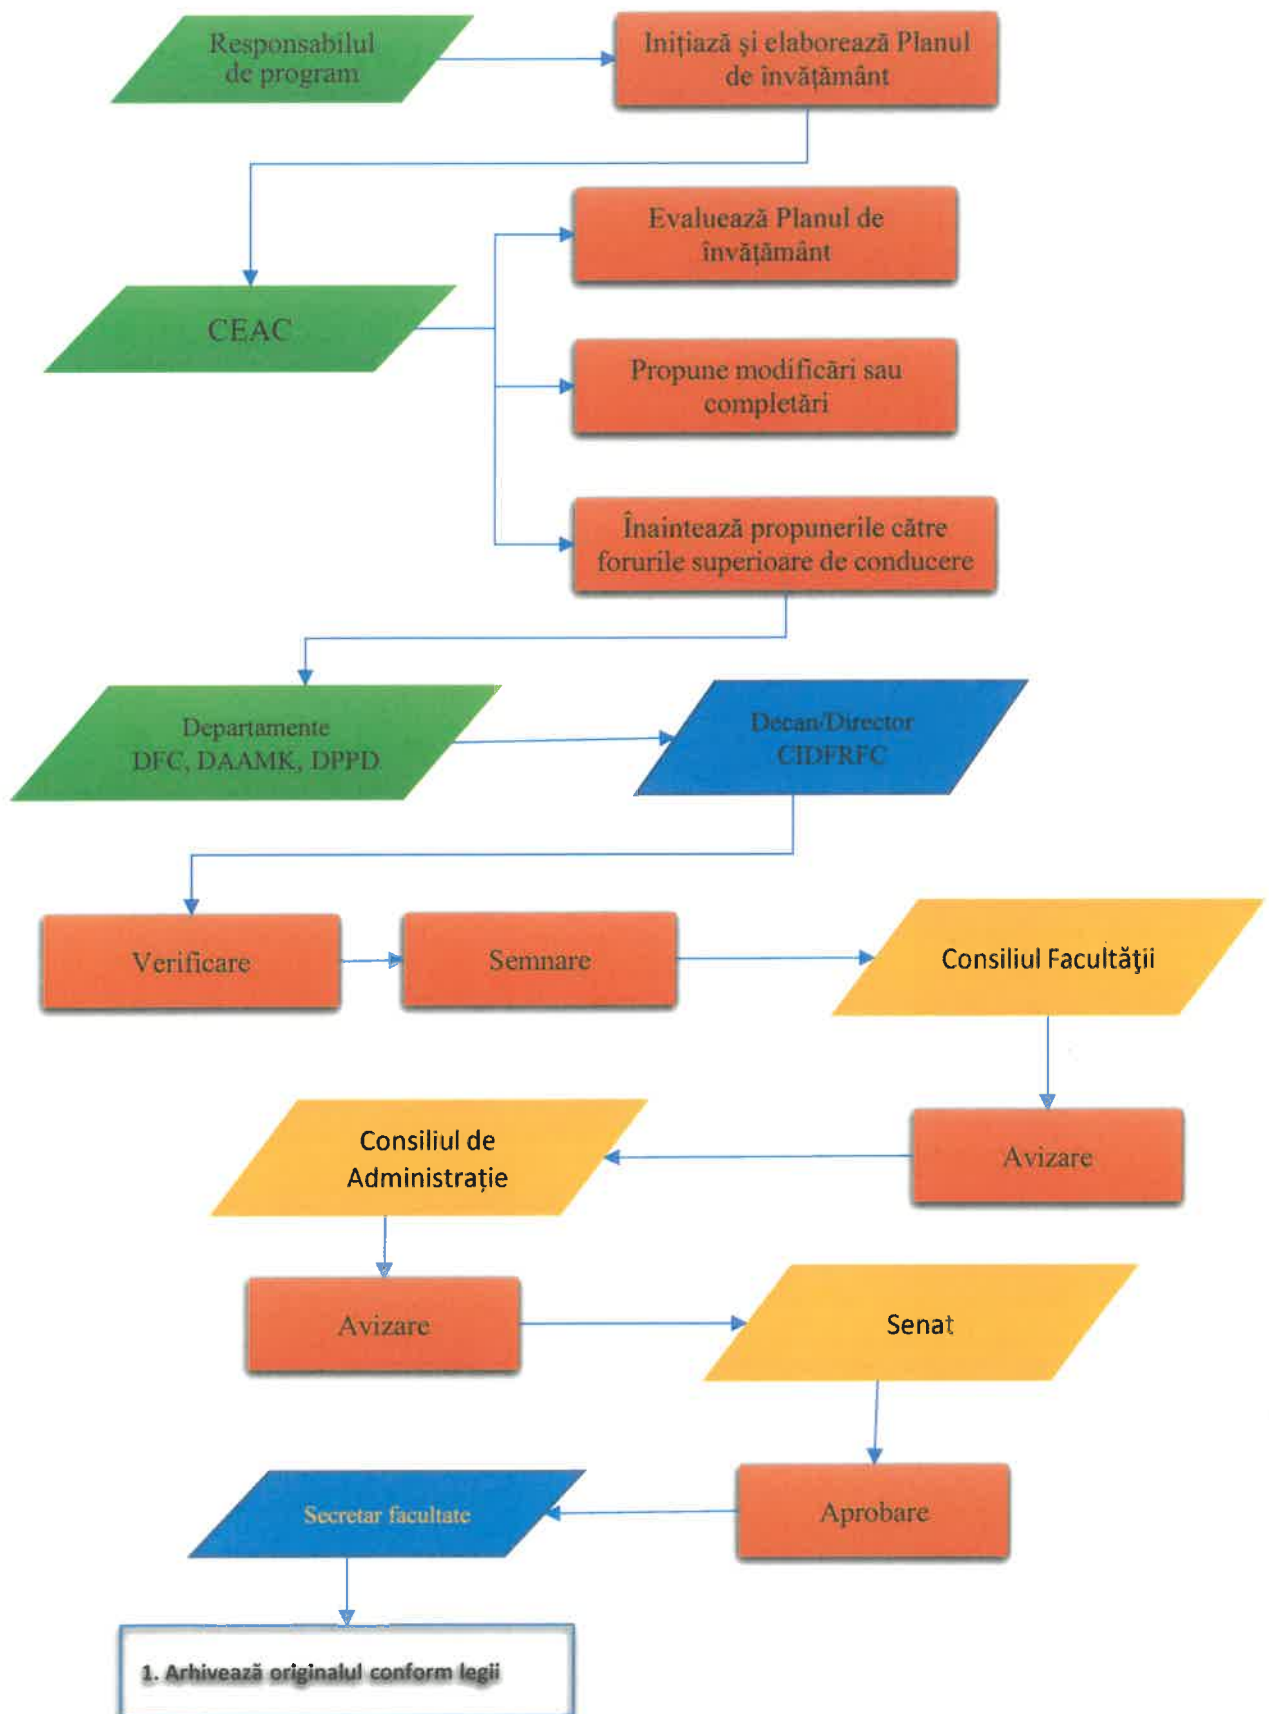 Responsabilul
de program
Inițiază și elaborează Planul
de învățământ
Evaluează Planul de
învățământ
CEAC
Propune modificări sau
completări
Înaintează propunerile către
forurile superioare de conducere
Departamente
DFC, DAAMK, DPPD
Decan/Director
CIDFRFC
Verificare
Semnare
Consiliul Facultății
Consiliul de
Administrație
Avizare
Avizare
Senat
Secretar facultate
Aprobare
1. Arhivează originalul conform legii